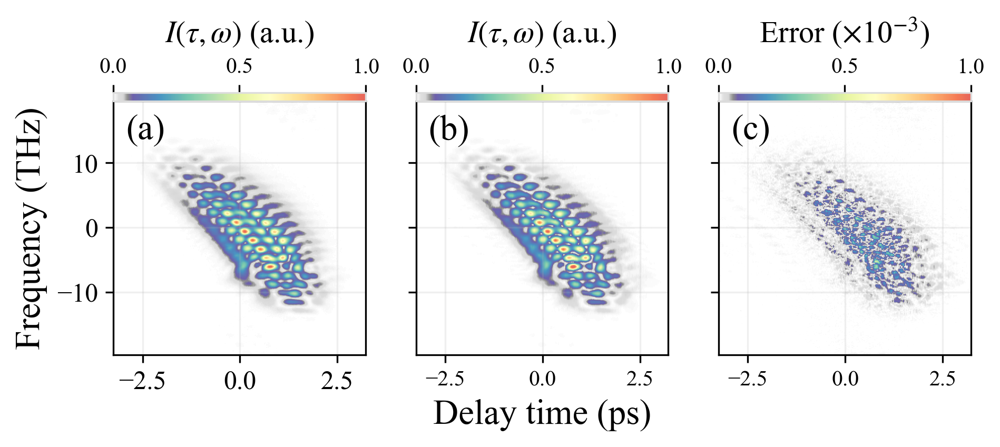 I(τ, ω) (a.u.) I(τ, ω) (a.u.) Error (×10⁻³)
0.0 0.5 1.0 0.0 0.5 1.0 0.0 0.5 1.0
(a) (b) (c)
Frequency (THz)
10
0
−10
−2.5 0.0 2.5 −2.5 0.0 2.5 −2.5 0.0 2.5
Delay time (ps)